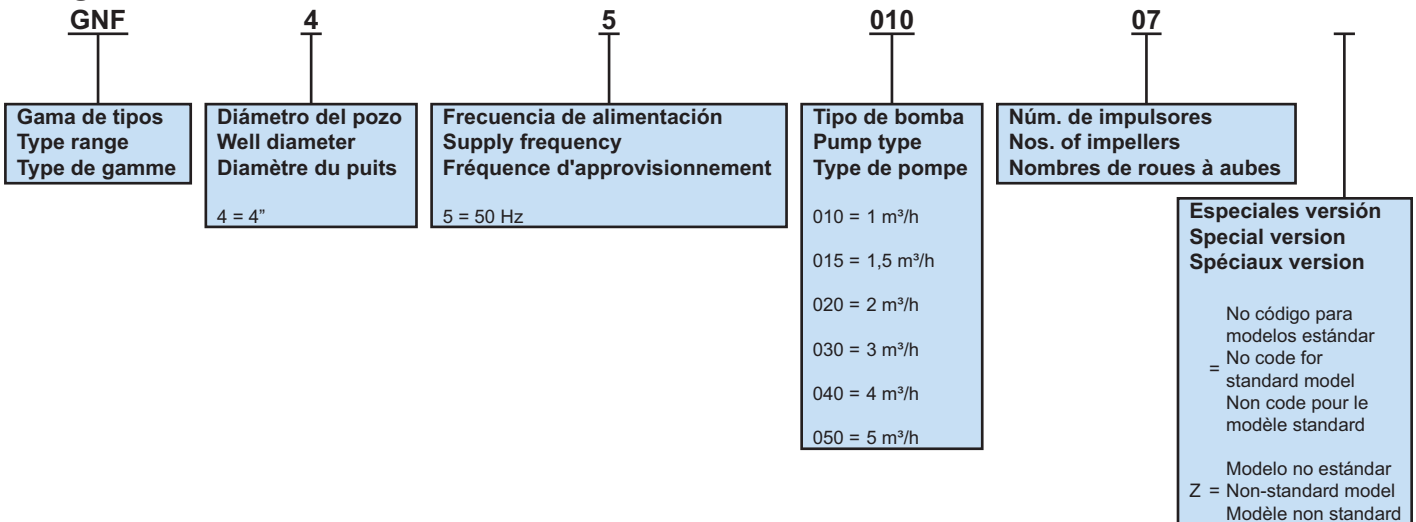 GNF 4 5 010 07
Gama de tipos
Type range
Type de gamme
Diámetro del pozo
Well diameter
Diamètre du puits
4 = 4”
Frecuencia de alimentación
Supply frequency
Fréquence d'approvisionnement
5 = 50 Hz
Tipo de bomba
Pump type
Type de pompe
010 = 1 m³/h
015 = 1,5 m³/h
020 = 2 m³/h
030 = 3 m³/h
040 = 4 m³/h
050 = 5 m³/h
Núm. de impulsores
Nos. of impellers
Nombres de roues à aubes
Especiales versión
Special version
Spéciaux version
No código para
modelos estándar
= No code for
standard model
Non code pour le
modèle standard
Modelo no estándar
Z = Non-standard model
Modèle non standard